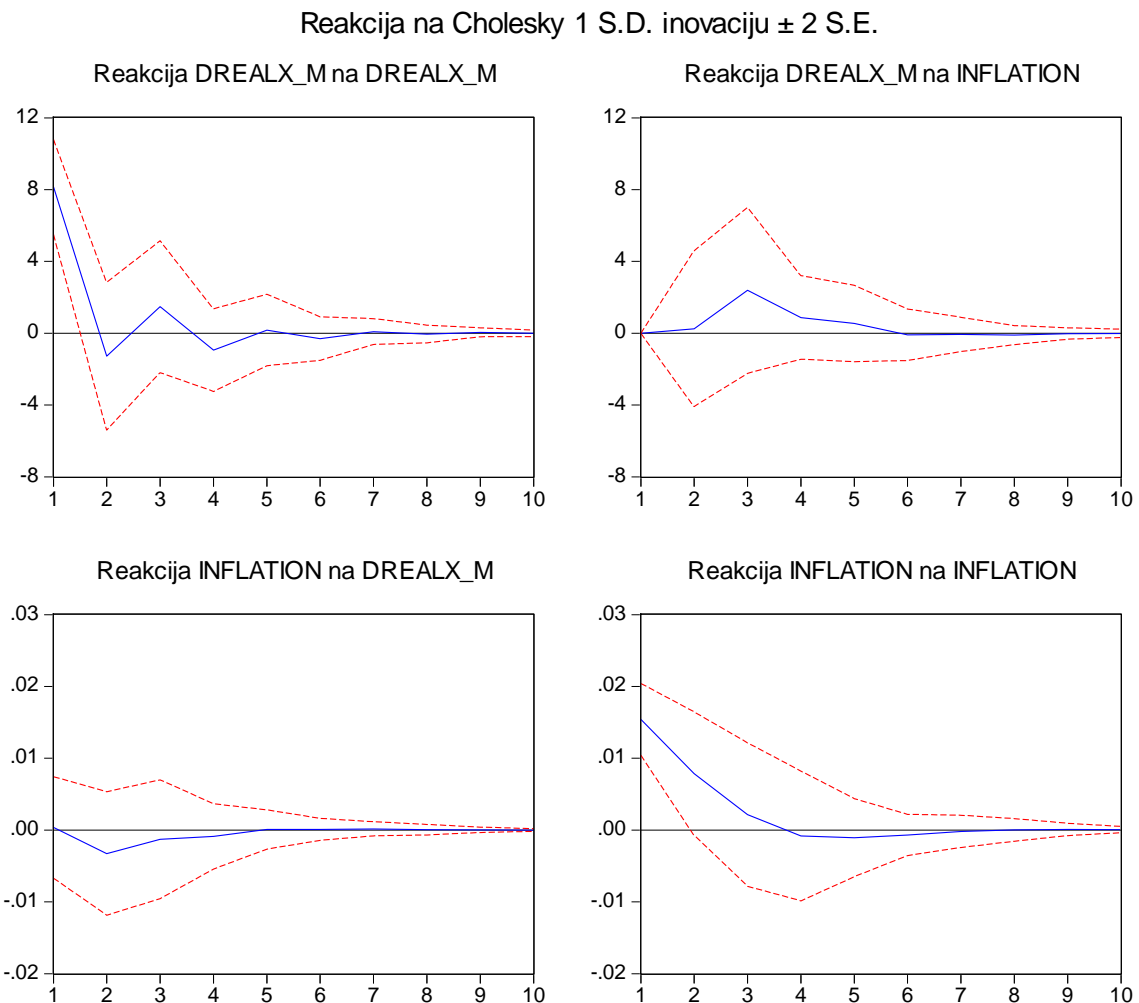 Reakcija na Cholesky 1 S.D. inovaciju ± 2 S.E.
Reakcija DREALX_M na DREALX_M
12
8
4
0
-4
-8
1 2 3 4 5 6 7 8 9 10
Reakcija DREALX_M na INFLATION
12
8
4
0
-4
-8
1 2 3 4 5 6 7 8 9 10
Reakcija INFLATION na DREALX_M
.03
.02
.01
.00
-.01
-.02
1 2 3 4 5 6 7 8 9 10
Reakcija INFLATION na INFLATION
.03
.02
.01
.00
-.01
-.02
1 2 3 4 5 6 7 8 9 10